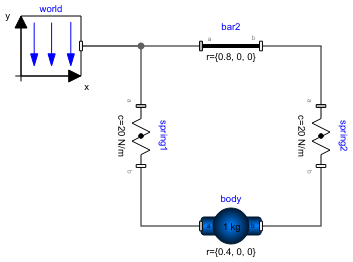 world
y
x
bar2
a
b
r={0.8, 0, 0}
a
c=20 N/m
spring1
b
a
c=20 N/m
spring2
b
body
1 kg
r={0.4, 0, 0}